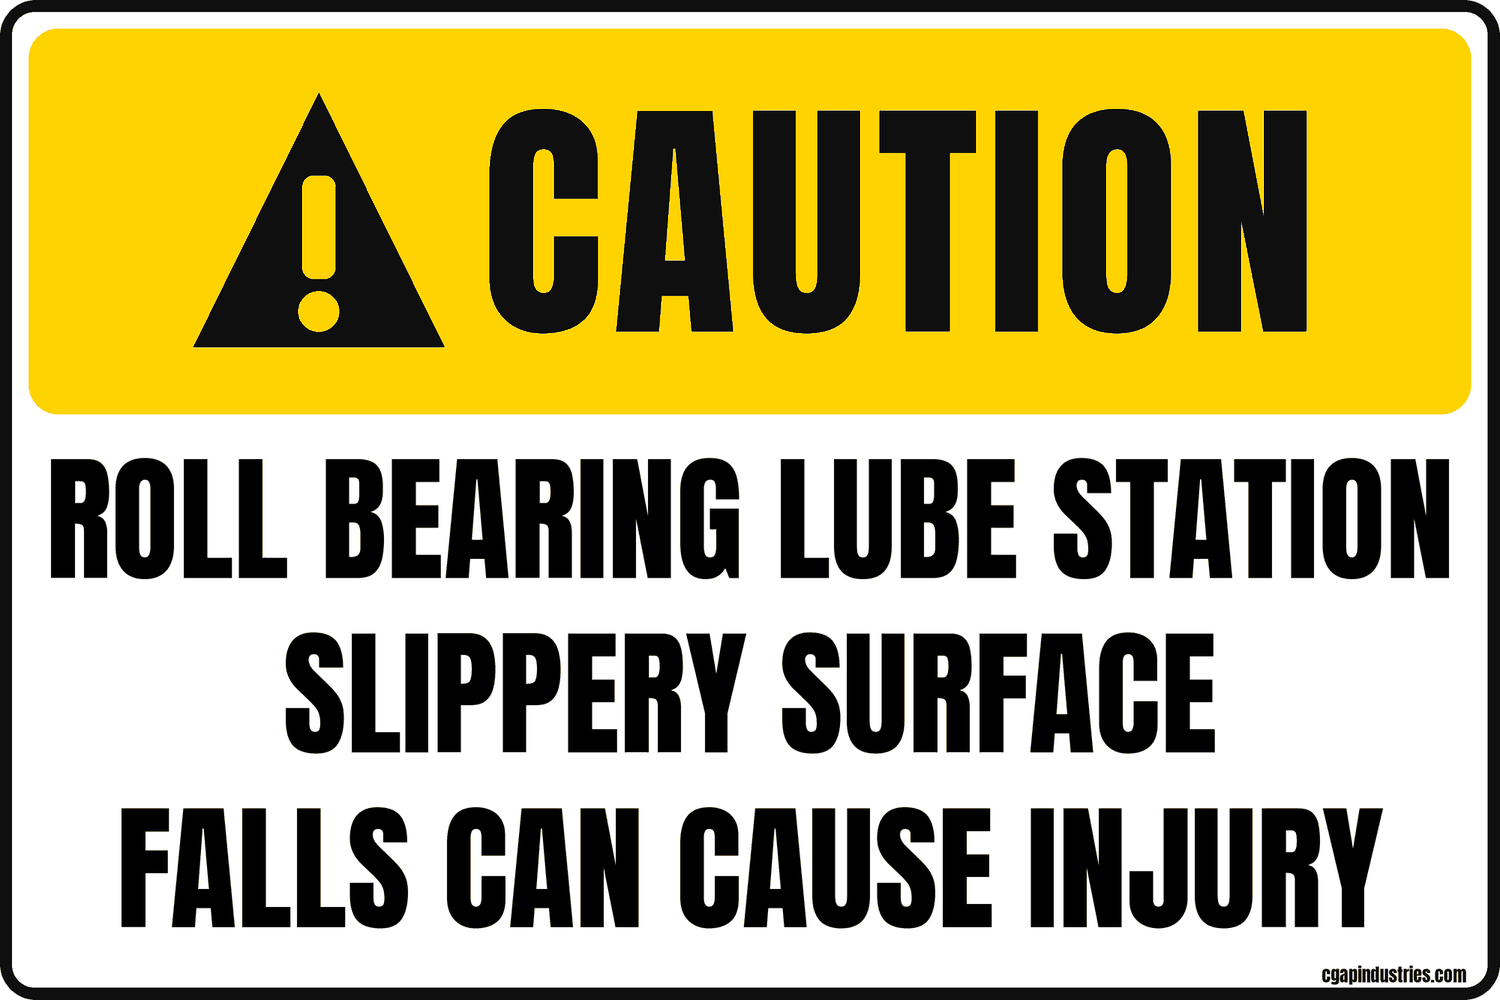 CAUTION
ROLL BEARING LUBE STATION
SLIPPERY SURFACE
FALLS CAN CAUSE INJURY
cgapindustries.com